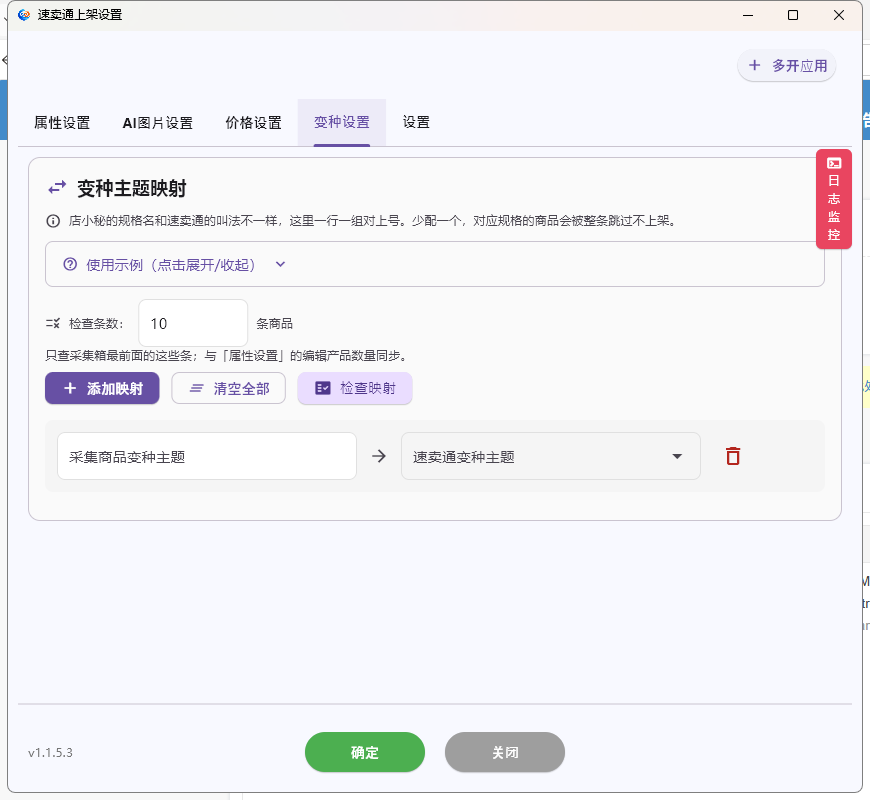 速卖通上架设置
多开应用
属性设置
AI图片设置
价格设置
变种设置
设置
日志监控
变种主题映射
店小秘的规格名和速卖通的叫法不一样，这里一行一组对上号。少配一个，对应规格的商品会被整条跳过不上架。
使用示例（点击展开/收起）
检查条数：
10
条商品
只查采集箱最前面的这些条；与「属性设置」的编辑产品数量同步。
添加映射
清空全部
检查映射
采集商品变种主题
速卖通变种主题
v1.1.5.3
确定
关闭